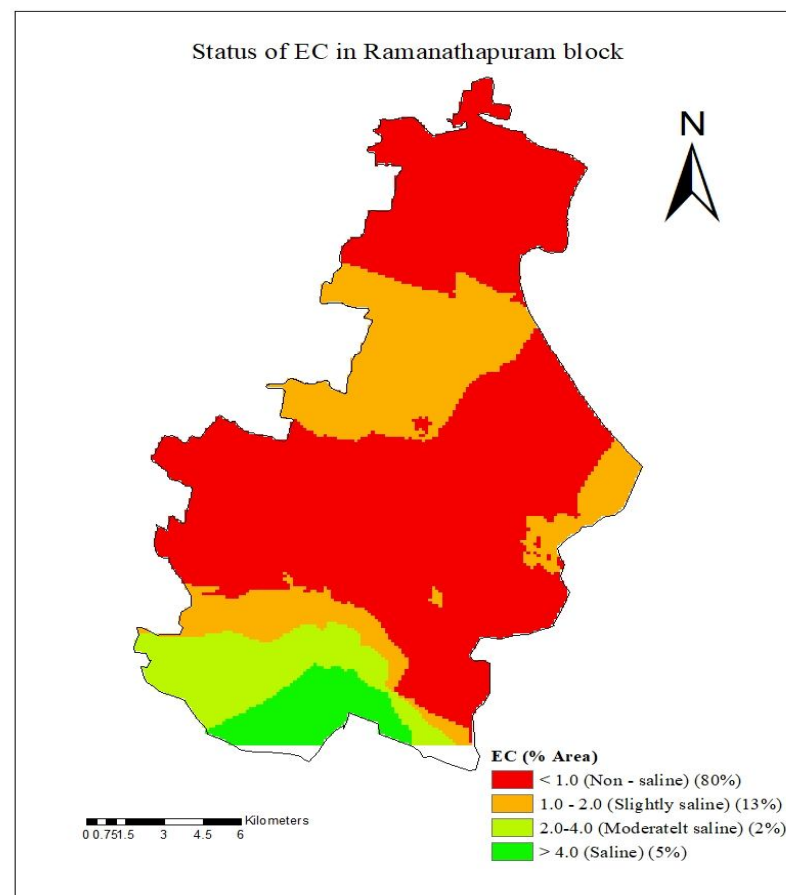 Status of EC in Ramanathapuram block
N
EC (% Area)
< 1.0 (Non - saline) (80%)
1.0 - 2.0 (Slightly saline) (13%)
2.0-4.0 (Moderatelt saline) (2%)
> 4.0 (Saline) (5%)
Kilometers
0 0.751.5 3 4.5 6